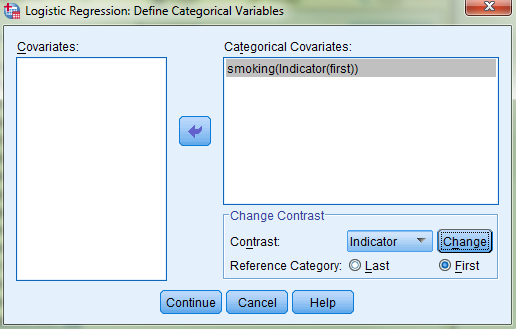 Logistic Regression: Define Categorical Variables
Covariates:
Categorical Covariates:
smoking(Indicator(first))
Change Contrast
Contrast:
Indicator
Change
Reference Category:
Last
First
Continue
Cancel
Help